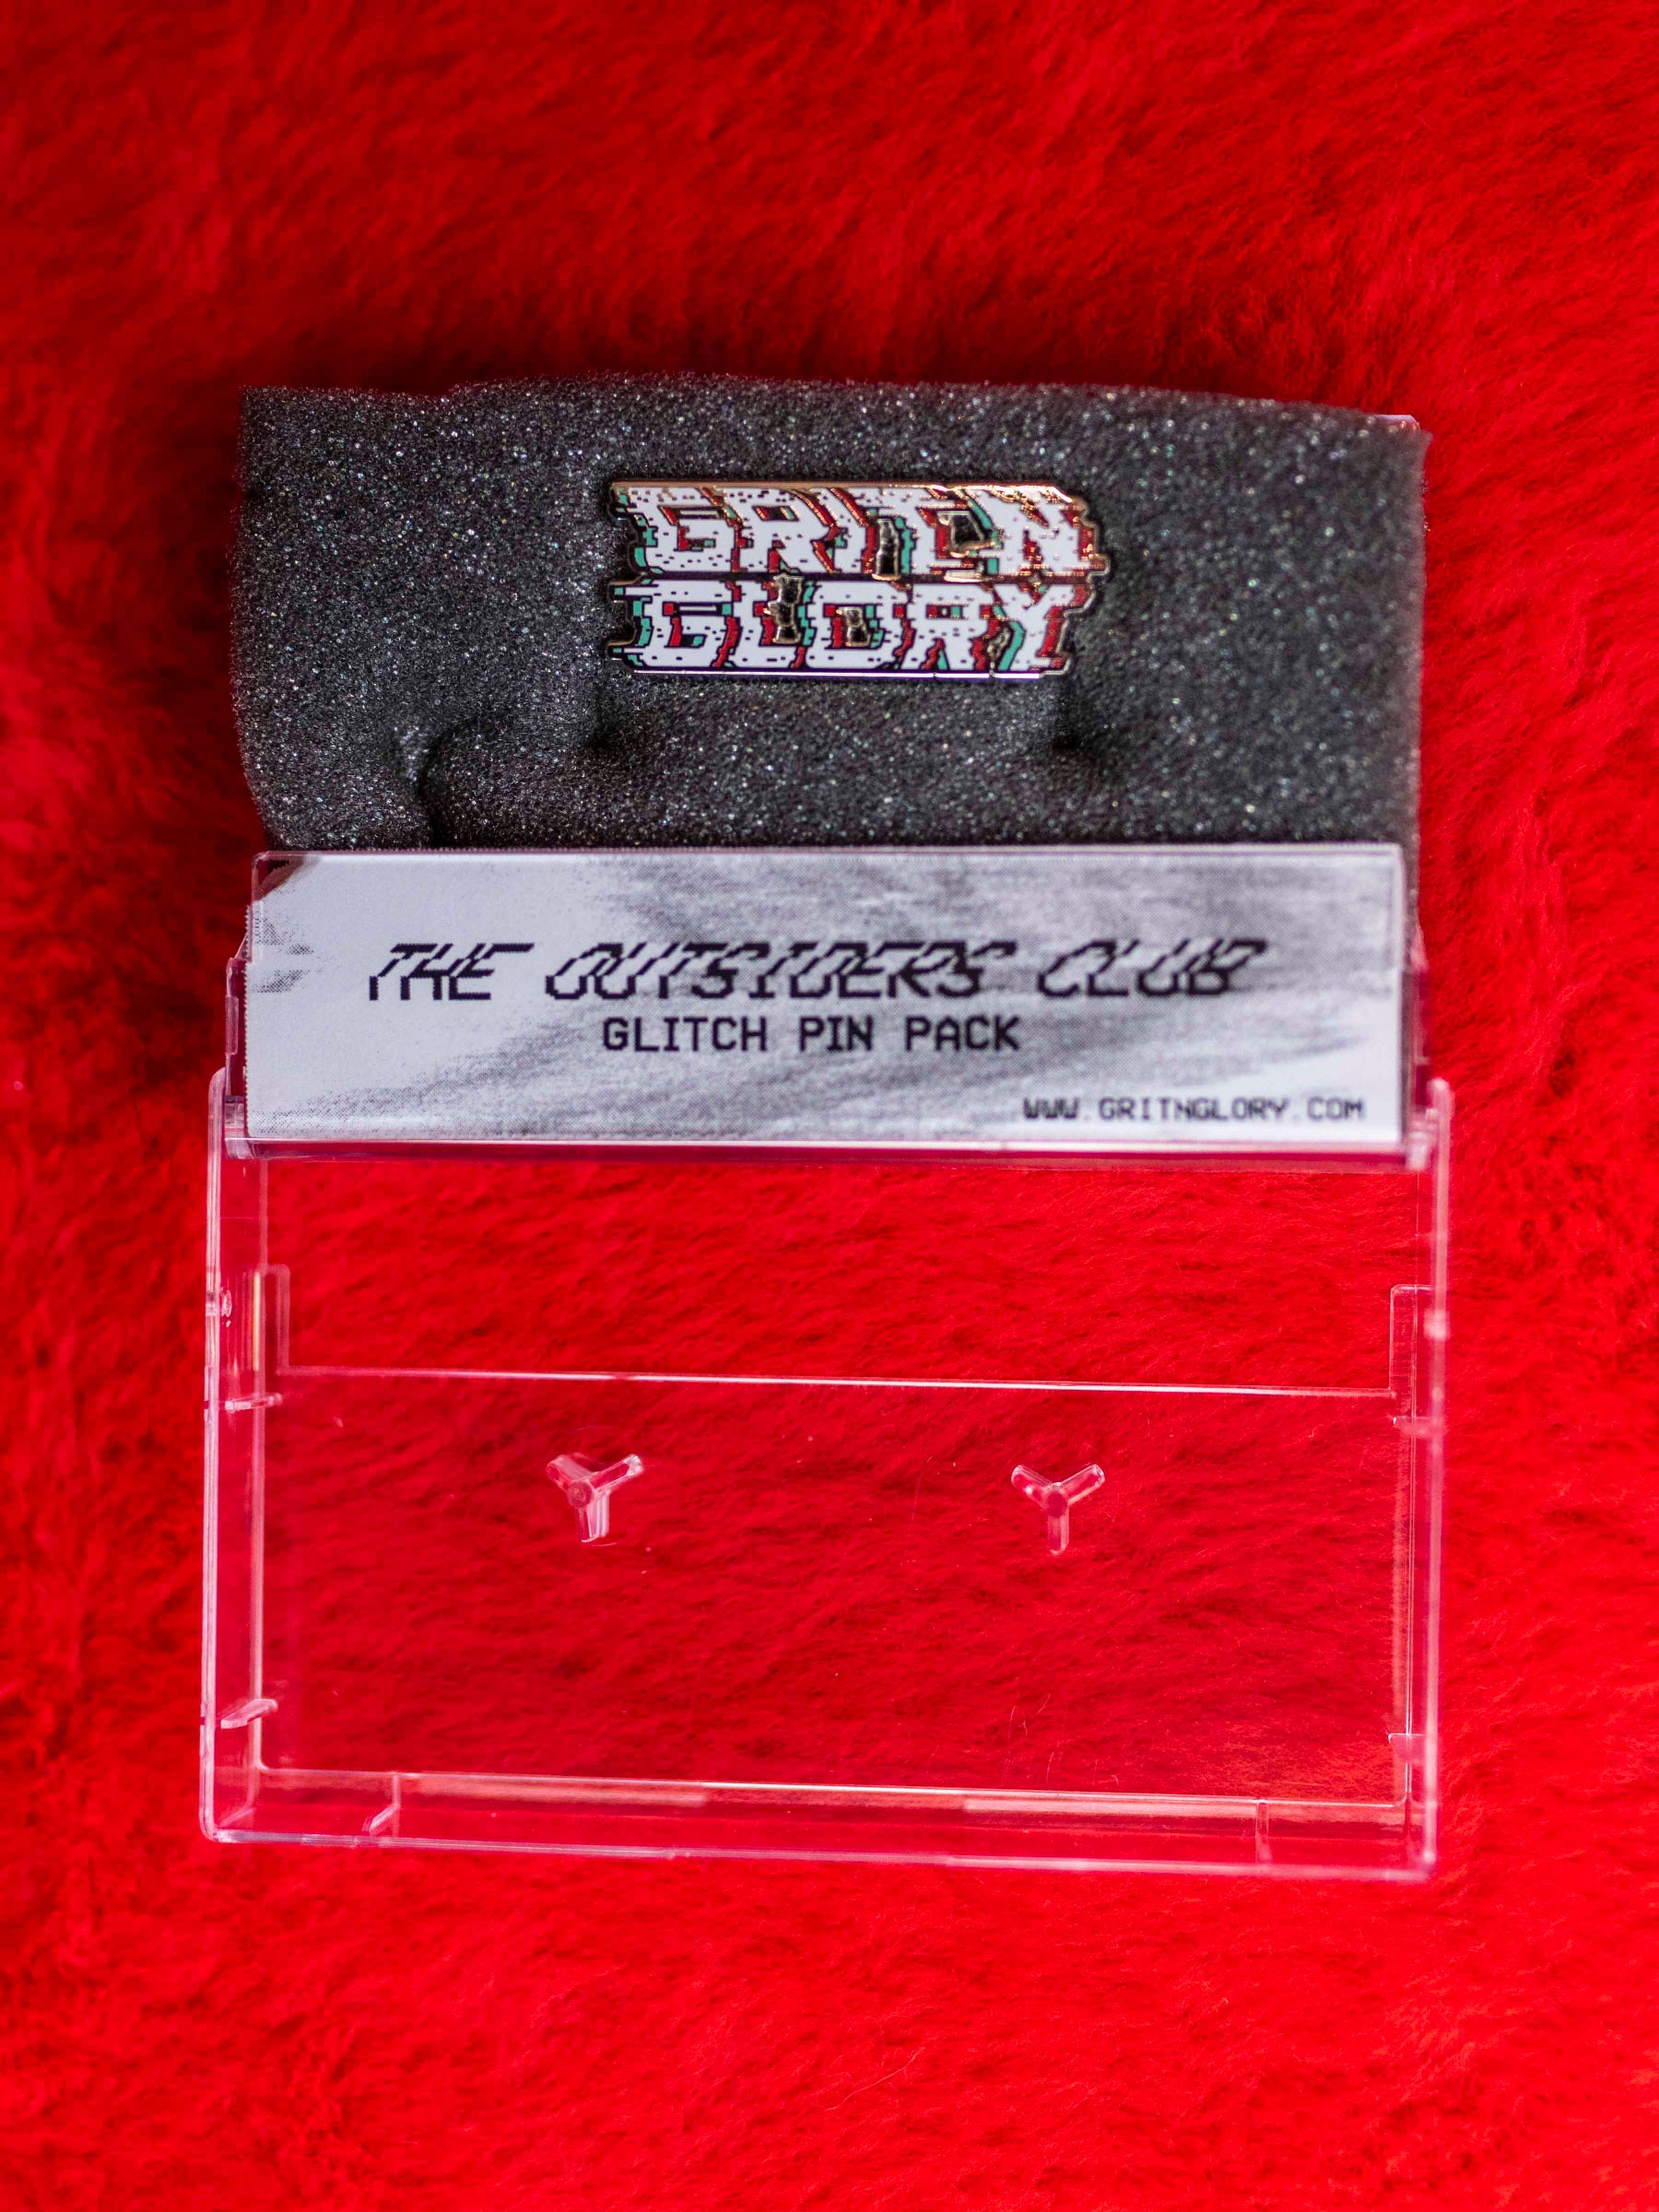 GRIT N
GLORY
THE OUTSIDERS CLUB
GLITCH PIN PACK
WWW.GRITNGLORY.COM